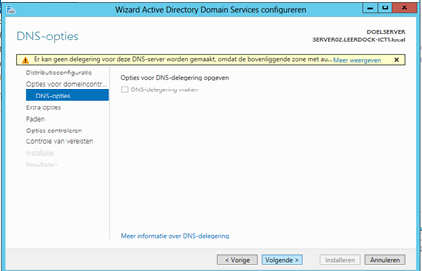 Wizard Active Directory Domain Services configureren
DNS-opties
DOELSERVER
SERVER02.LEERDOCK-ICT1.local
Er kan geen delegering voor deze DNS-server worden gemaakt, omdat de bovenliggende zone met au... Meer weergeven
Distributieconfiguratie
Opties voor domeincontr...
DNS-opties
Extra opties
Paden
Opties controleren
Controle van vereisten
Installatie
Resultaten
Opties voor DNS-delegering opgeven
DNS-delegering maken
Meer informatie over DNS-delegering
< Vorige
Volgende >
Installeren
Annuleren